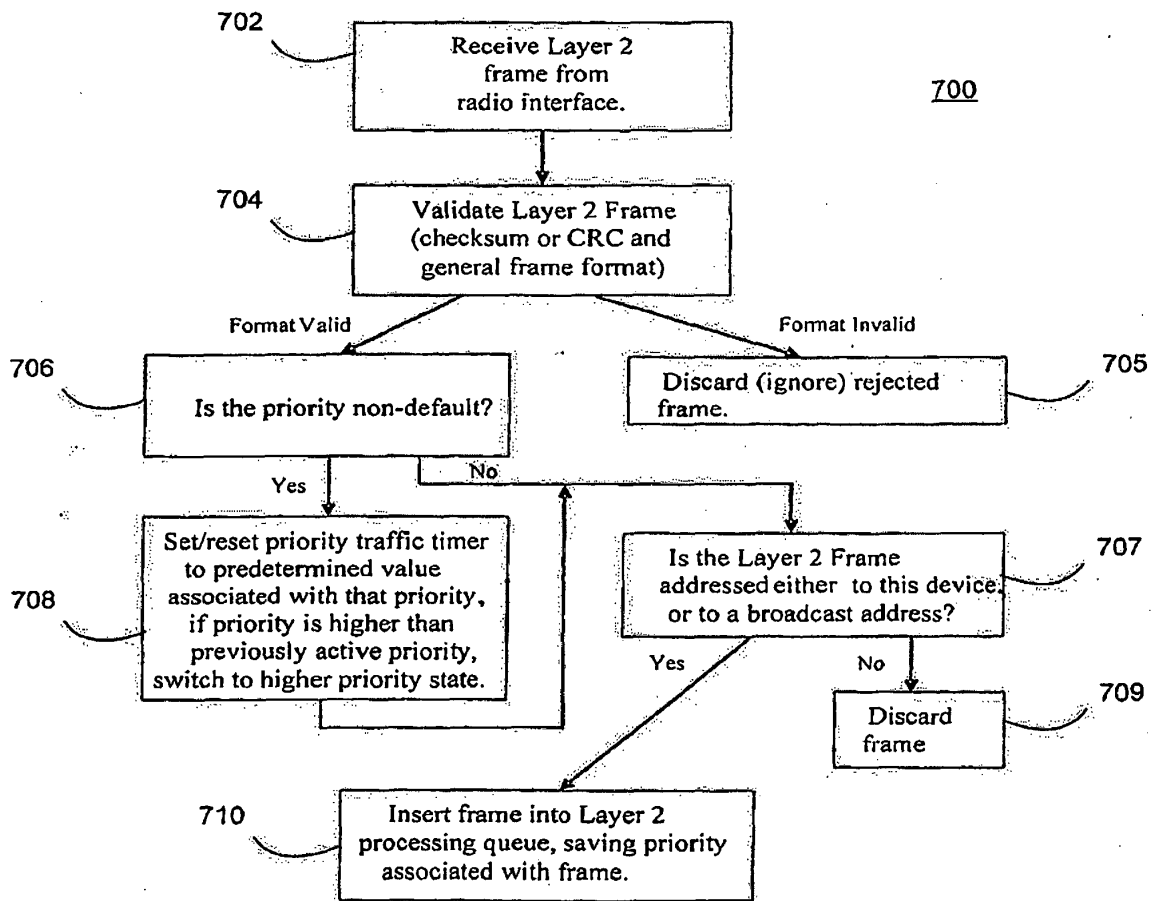 702
Receive Layer 2
frame from
radio interface.
700
704
Validate Layer 2 Frame
(checksum or CRC and
general frame format)
Format Valid
Format Invalid
706
Is the priority non-default?
Discard (ignore) rejected
frame.
705
Yes
No
708
Set/reset priority traffic timer
to predetermined value
associated with that priority,
if priority is higher than
previously active priority,
switch to higher priority state.
Is the Layer 2 Frame
addressed either to this device,
or to a broadcast address?
707
Yes
No
Discard
frame
709
710
Insert frame into Layer 2
processing queue, saving priority
associated with frame.